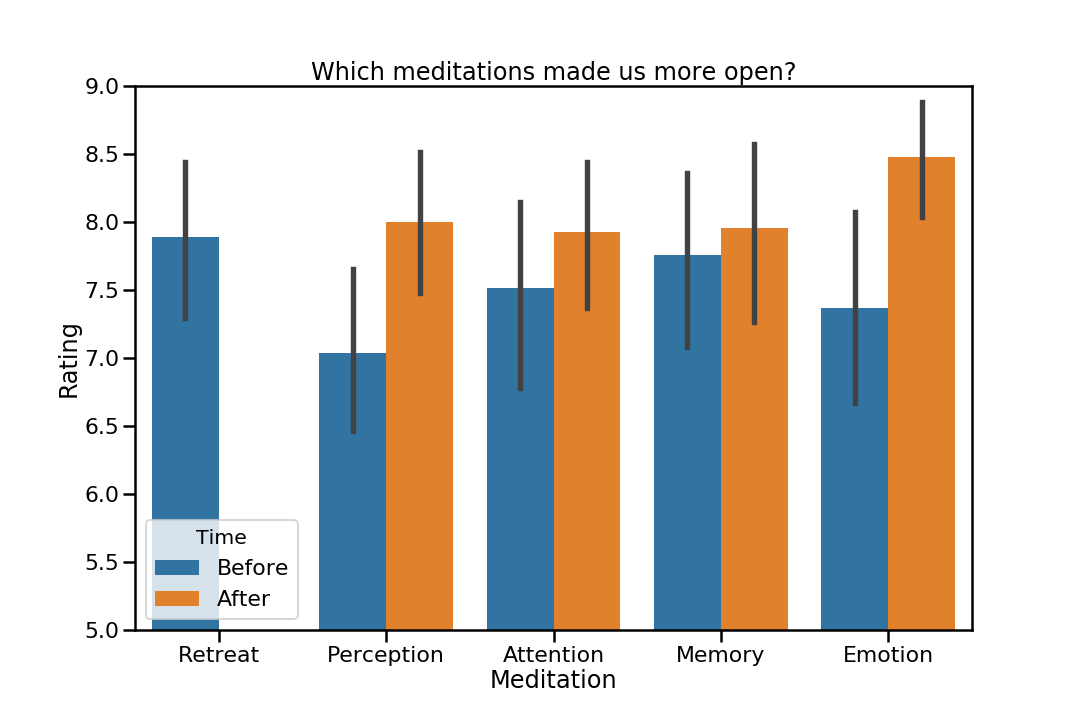 Which meditations made us more open?
9.0
8.5
8.0
7.5
7.0
6.5
6.0
5.5
5.0
Rating
Time
Before
After
Retreat Perception Attention Memory Emotion
Meditation